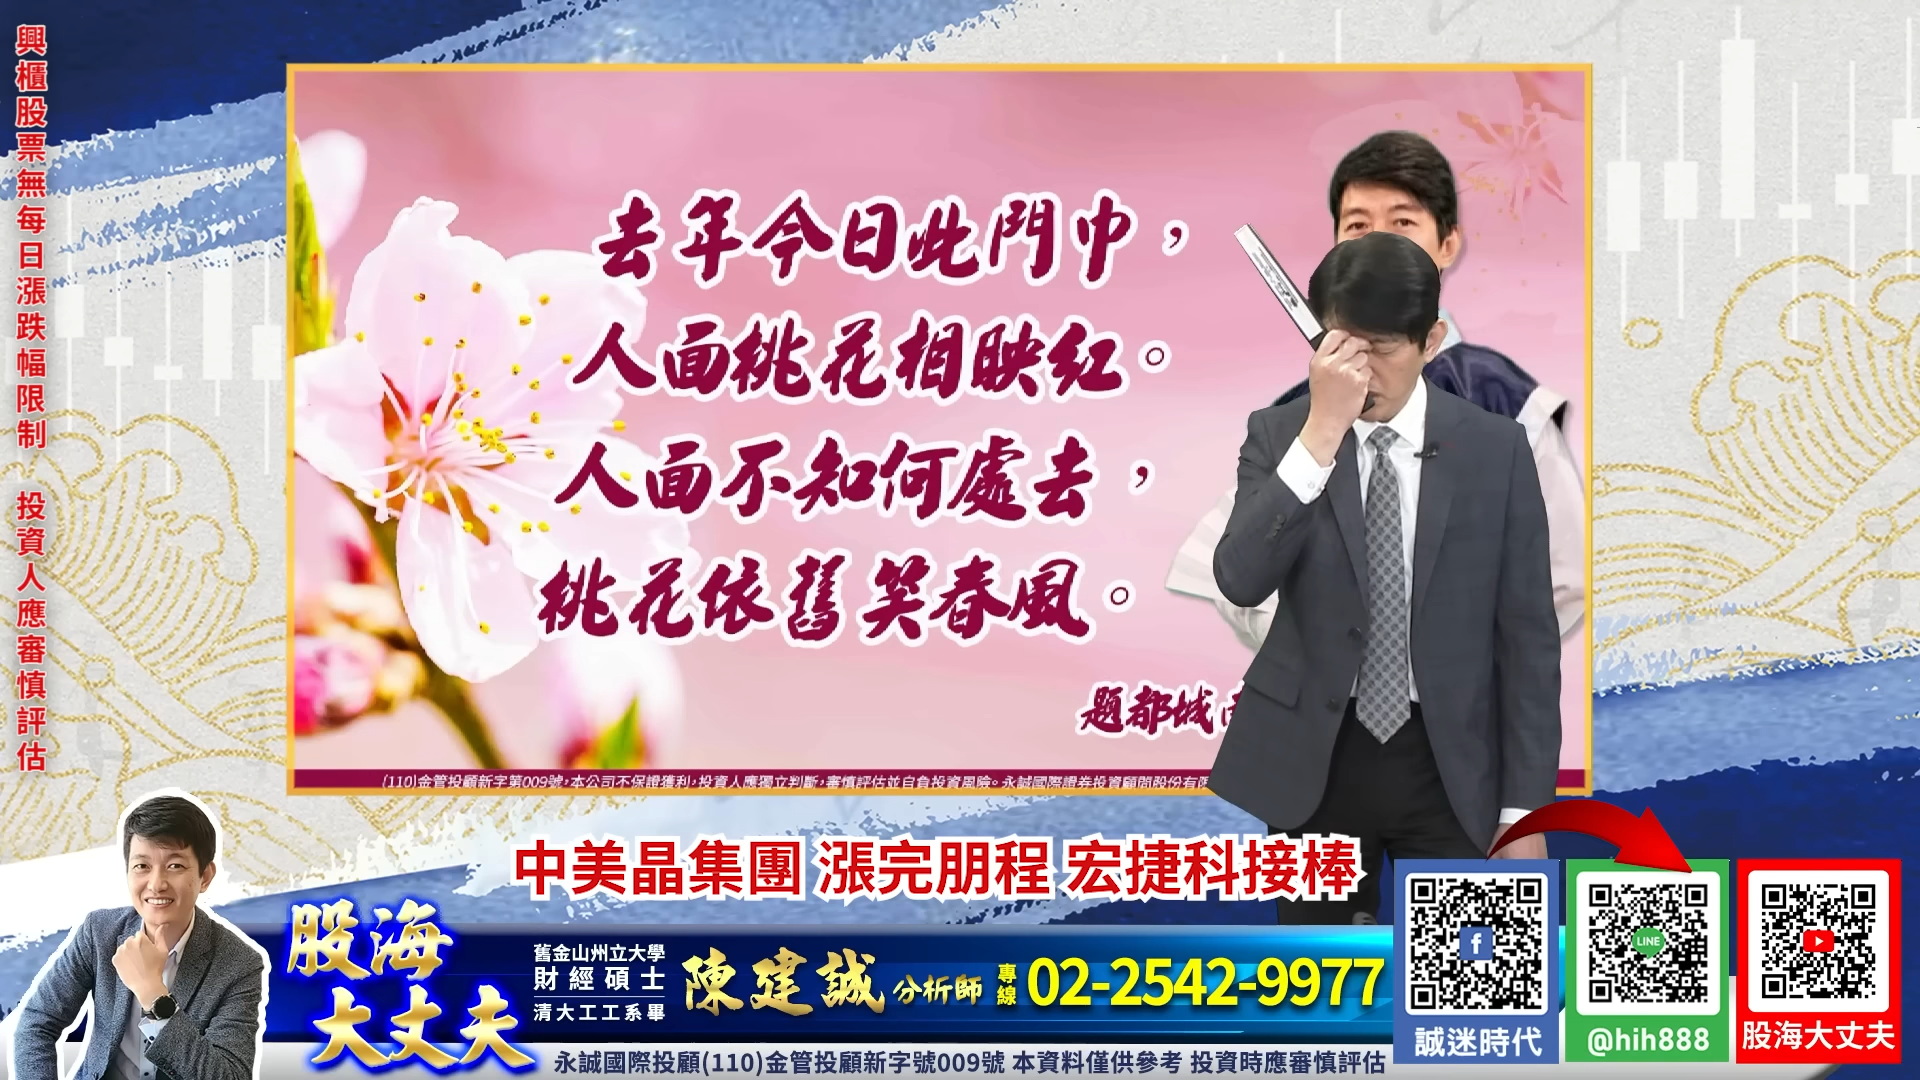 興櫃股票無每日漲跌幅限制 投資人應審慎評估
去年今日此門中，
人面桃花相映紅。
人面不知何處去，
桃花依舊笑春風。
題都城
(110)金管投顧新字第009號，本公司不保證獲利，投資人應獨立判斷，審慎評估並自負投資風險。永誠國際證券投資顧問股份有
中美晶集團 漲完朋程 宏捷科接棒
股海
大丈夫
舊金山州立大學
財經碩士
清大工工系畢
陳建誠 分析師
專線 02-2542-9977
誠迷時代
LINE
@hih888
股海大丈夫
永誠國際投顧(110)金管投顧新字號009號 本資料僅供參考 投資時應審慎評估